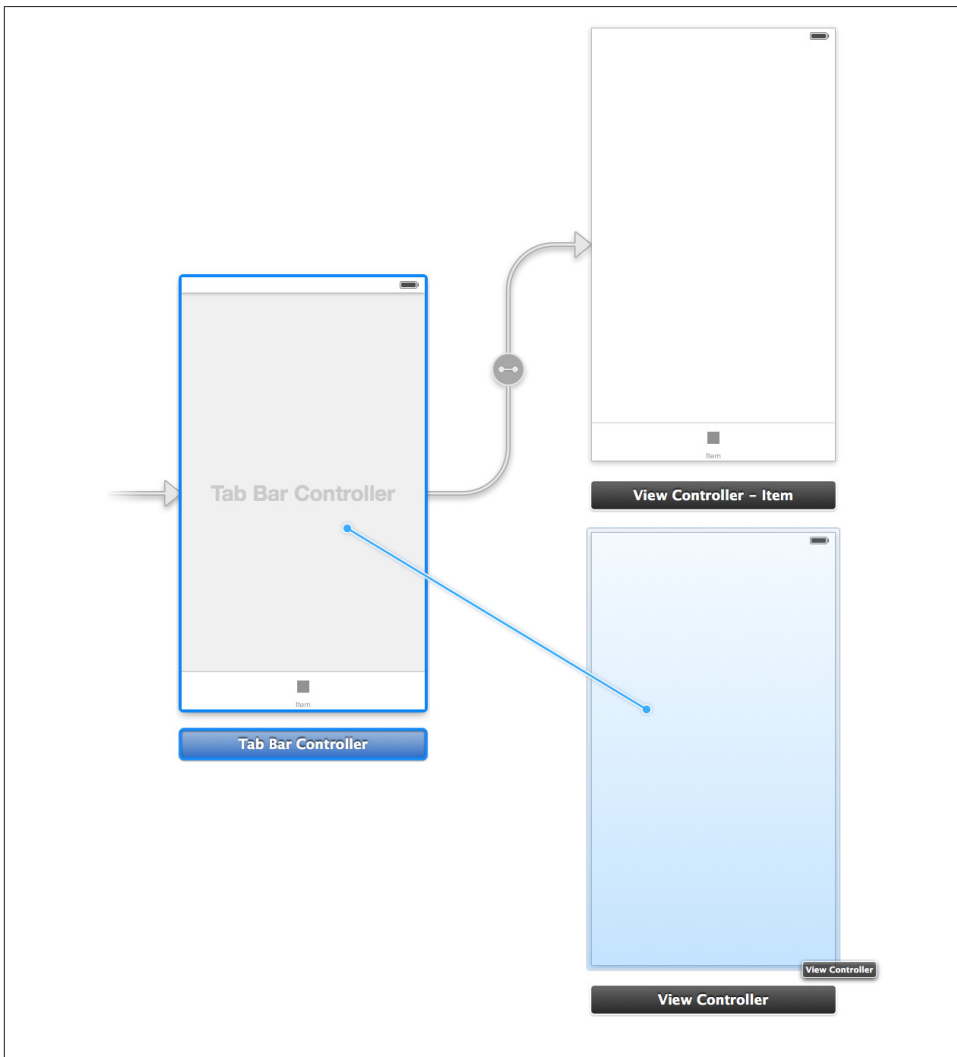 Item
View Controller – Item
Tab Bar Controller
Item
Tab Bar Controller
View Controller
View Controller